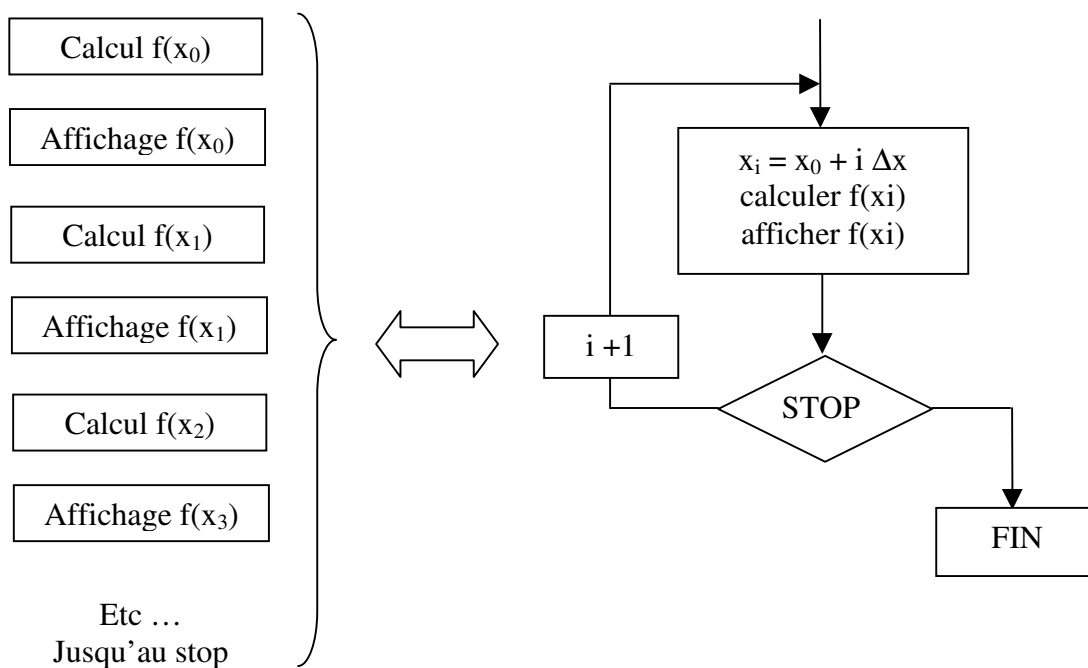 Calcul f(x₀)
Affichage f(x₀)
Calcul f(x₁)
Affichage f(x₁)
Calcul f(x₂)
Affichage f(x₃)
Etc …
Jusqu’au stop
xᵢ = x₀ + i Δx
calculer f(xi)
afficher f(xi)
i +1
STOP
FIN